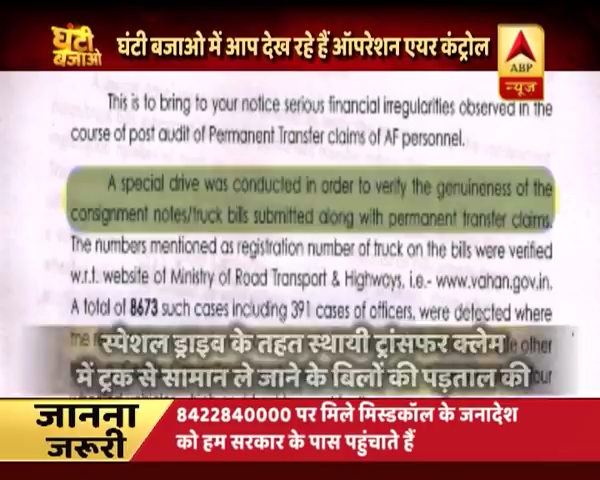 घंटी
बजाओ
घंटी बजाओ में आप देख रहे हैं ऑपरेशन एयर कंट्रोल
ABP
न्यूज़
This is to bring to your notice serious financial irregularities observed in the
course of post audit of Permanent Transfer claims of AF personnel.
A special drive was conducted in order to verify the genuineness of the
consignment notes/truck bills submitted along with permanent transfer claims.
The numbers mentioned as registration number of truck on the bills were verified
w.r.t. website of Ministry of Road Transport & Highways, i.e.- www.vahan.gov.in.
A total of 8673 such cases including 391 cases of officers, were detected where
other
स्पेशल ड्राइव के तहत स्थायी ट्रांसफर क्लेम
में ट्रक से सामान ले जाने के बिलों की पड़ताल की
जानना
जरूरी
8422840000 पर मिले मिस्डकॉल के जनादेश
को हम सरकार के पास पहुंचाते हैं